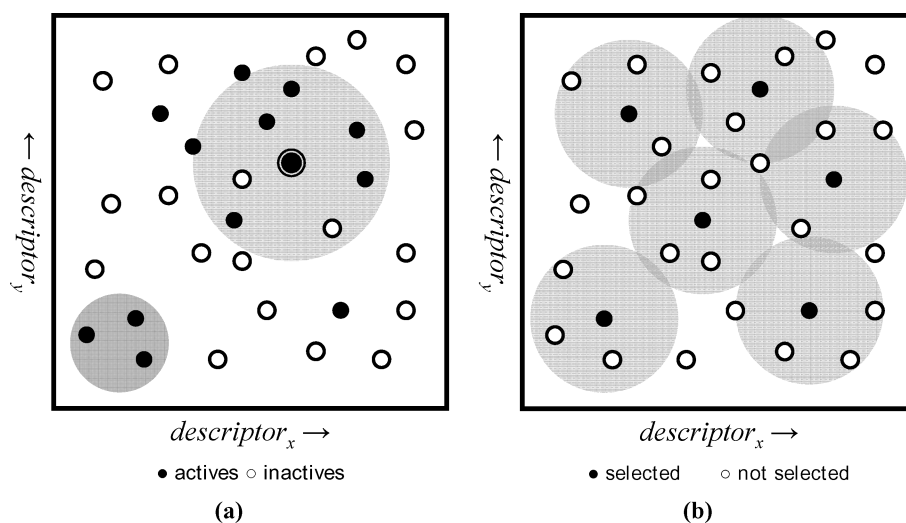 ← descriptor_y
← descriptor_y
descriptor_x →
descriptor_x →
● actives ○ inactives
● selected ○ not selected
(a)
(b)